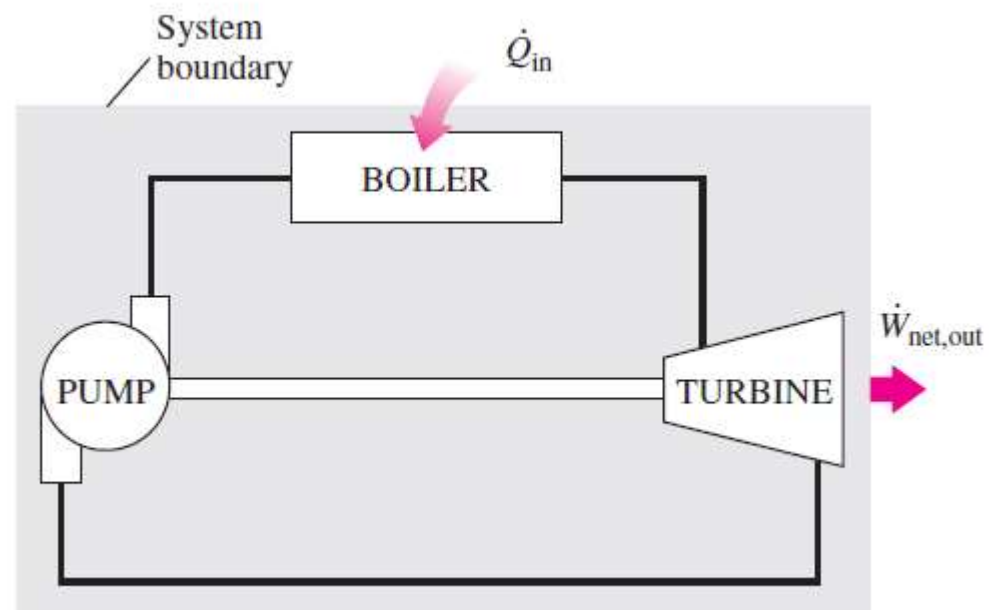 System
boundary
Q̇in
BOILER
Ẇnet,out
PUMP
TURBINE